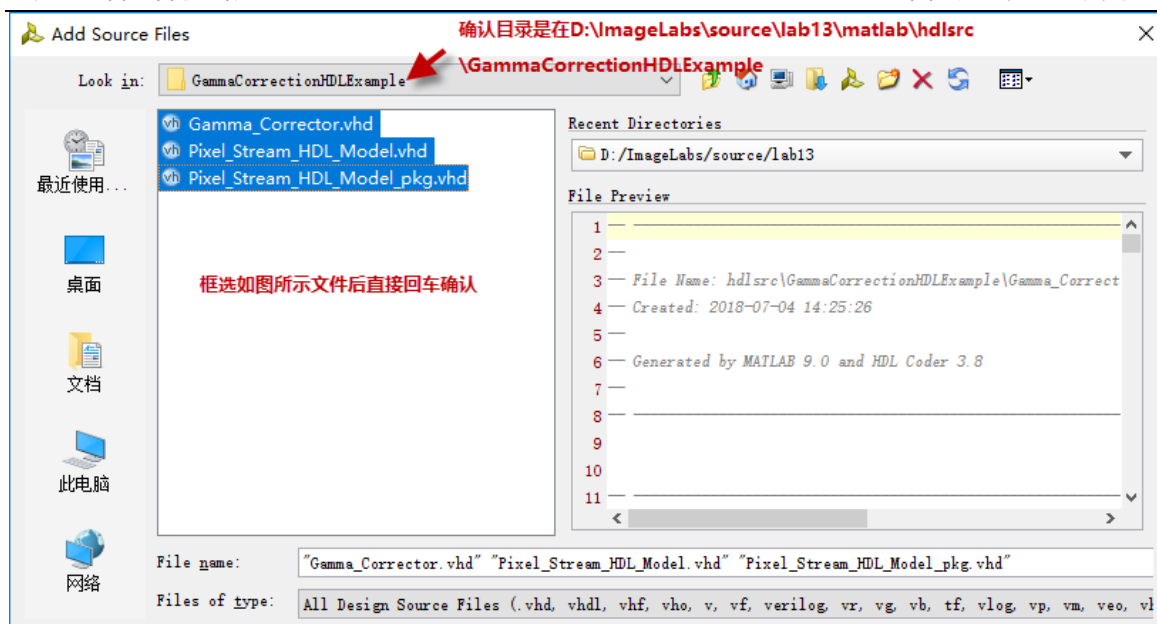 Add Source Files
确认目录是在D:\ImageLabs\source\lab13\matlab\hdlsrc
\GammaCorrectionHDLExample
Look in:
GammaCorrectionHDLExample
Gamma_Corrector.vhd
Pixel_Stream_HDL_Model.vhd
Pixel_Stream_HDL_Model_pkg.vhd
框选如图所示文件后直接回车确认
最近使用...
桌面
文档
此电脑
网络
Recent Directories
D:/ImageLabs/source/lab13
File Preview
1 -- ----
2 --
3 -- File Name: hdlsrc\GammaCorrectionHDLExample\Gamma_Correct
4 -- Created: 2018-07-04 14:25:26
5 --
6 -- Generated by MATLAB 9.0 and HDL Coder 3.8
7 --
8 -- ----
9
10
11 -- ----
File name:
"Gamma_Corrector.vhd" "Pixel_Stream_HDL_Model.vhd" "Pixel_Stream_HDL_Model_pkg.vhd"
Files of type:
All Design Source Files (.vhd, vhdl, vhf, vho, v, vf, verilog, vr, vg, vb, tf, vlog, vp, vm, veo,